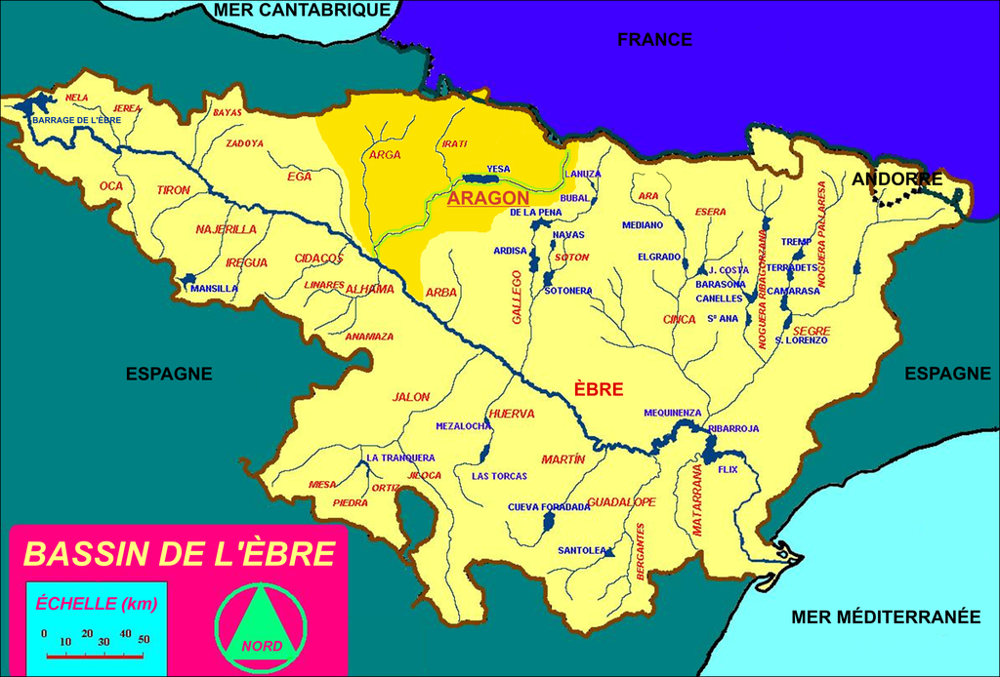 MER CANTABRIQUE
FRANCE
NELA
JEREA
BAYAS
BARRAGE DE L'ÈBRE
ZADOYA
ARGA
IRATI
YESA
LANUZA
EGA
OCA
TIRON
ARAGON
BUBAL
ARA
ANDORRE
DE LA PENA
ESERA
NOGUERA PALLARESA
NAJERILLA
MEDIANO
NAVAS
TREMP
ARDISA
SOTON
ELGRADO
J. COSTA
TERRADETS
IREGUA
CIDACOS
NOGUERA RIBAGORZANA
MANSILLA
LINARES
ALHAMA
ARBA
SOTONERA
BARASONA
CANELLES
CAMARASA
GALLEGO
CINCA
Sª ANA
SEGRE
S. LORENZO
ANAMAZA
ESPAGNE
ESPAGNE
ÈBRE
JALON
HUERVA
MEZALOCHA
MEQUINENZA
RIBARROJA
LA TRANQUERA
MARTÍN
FLIX
JILOCA
LAS TORCAS
MIESA
ORTIZ
PIEDRA
CUEVA FORADADA
GUADALOPE
MATARRANA
SANTOLEA
BERGANTES
BASSIN DE L'ÈBRE
ÉCHELLE (km)
0 10 20 30 40 50
NORD
MER MÉDITERRANÉE